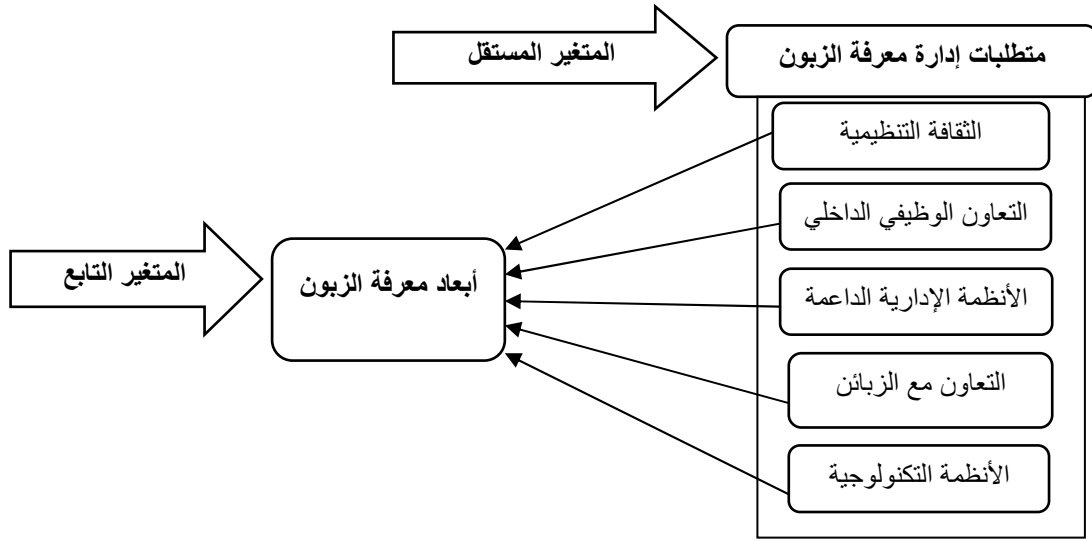 المتغير المستقل
متطلبات إدارة معرفة الزبون
الثقافة التنظيمية
التعاون الوظيفي الداخلي
الأنظمة الإدارية الداعمة
التعاون مع الزبائن
الأنظمة التكنولوجية
المتغير التابع
أبعاد معرفة الزبون